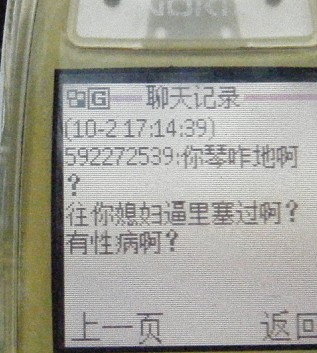 NOKI
G 聊天记录
(10-2 17:14:39)
592272539:你琴咋地啊
?
往你媳妇逼里塞过啊?
有性病啊?
上一页 返回